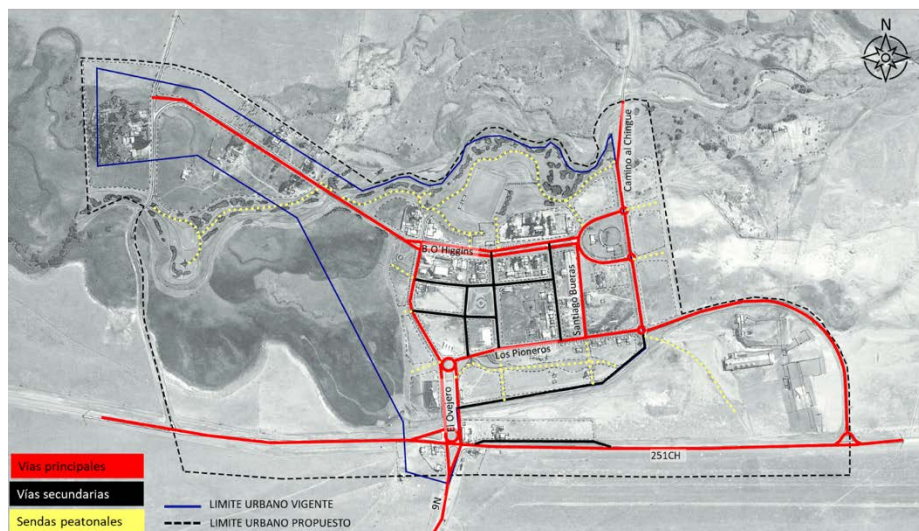 N
Camino al Chingue
B.O'Higgins
Santiago Bueras
Los Pioneros
El Ovejero
251CH
N6
Vías principales
Vías secundarias
Sendas peatonales
LIMITE URBANO VIGENTE
LIMITE URBANO PROPUESTO